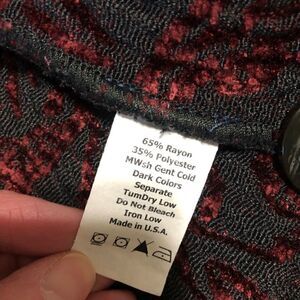 65% Rayon
35% Polyester
MWsh Gent Cold
Dark Colors
Separate
TumDry Low
Do Not Bleach
Iron Low
Made in U.S.A.